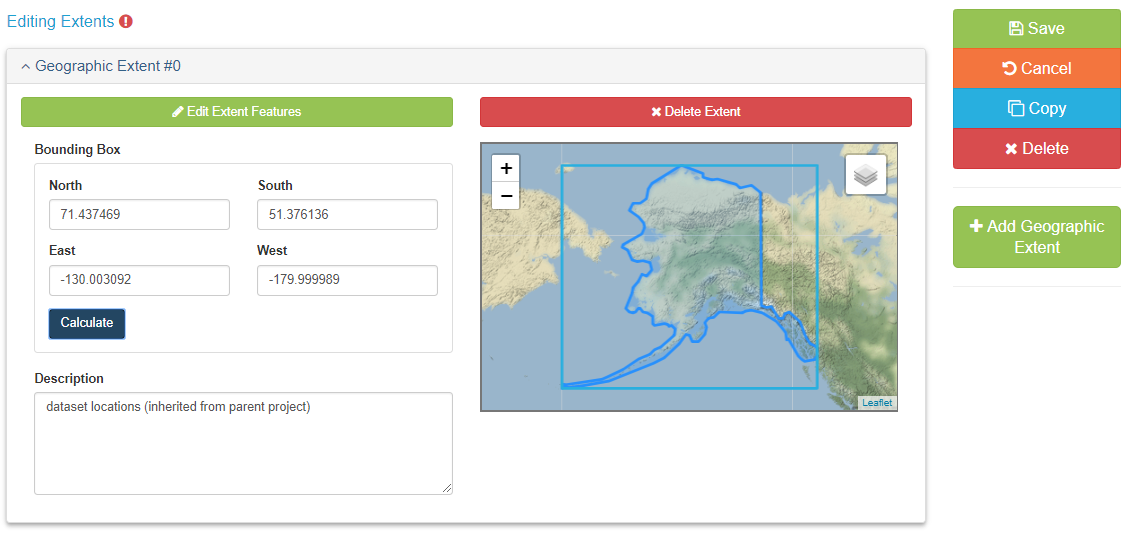 Editing Extents
Geographic Extent #0
Edit Extent Features
Delete Extent
Bounding Box
North
South
71.437469
51.376136
East
West
-130.003092
-179.999989
Calculate
Description
dataset locations (inherited from parent project)
+
−
Leaflet
Save
Cancel
Copy
Delete
Add Geographic
Extent